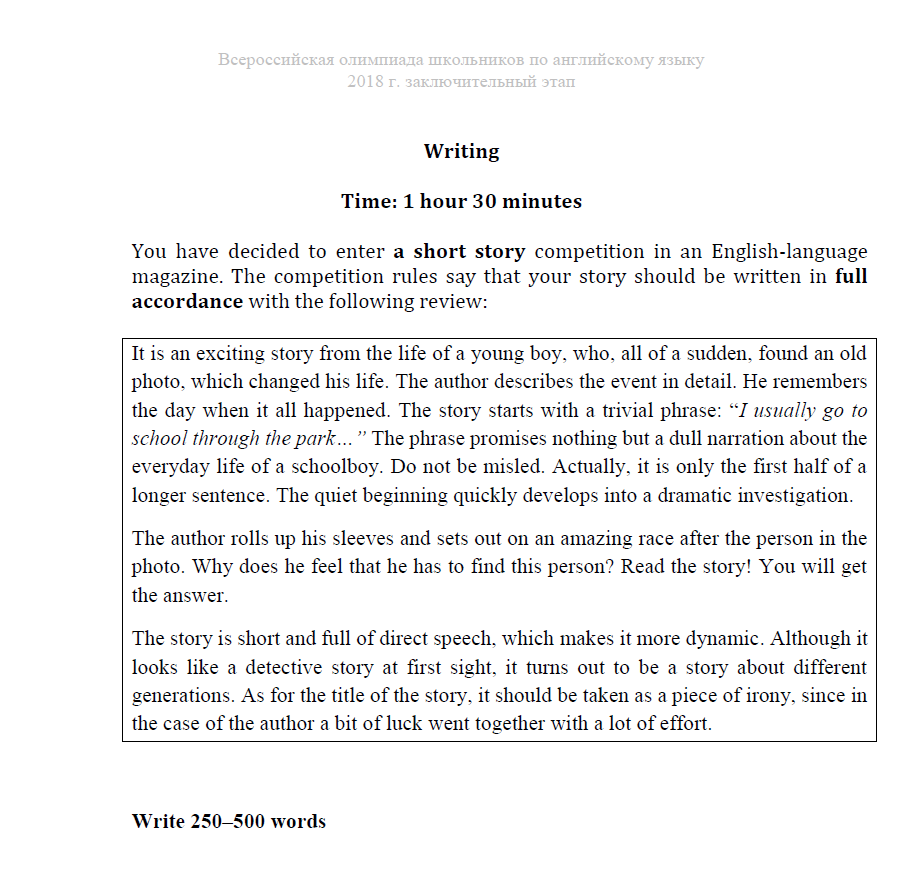 Всероссийская олимпиада школьников по английскому языку
2018 г. заключительный этап
Writing
Time: 1 hour 30 minutes
You have decided to enter a short story competition in an English-language
magazine. The competition rules say that your story should be written in full
accordance with the following review:
It is an exciting story from the life of a young boy, who, all of a sudden, found an old
photo, which changed his life. The author describes the event in detail. He remembers
the day when it all happened. The story starts with a trivial phrase: “I usually go to
school through the park…” The phrase promises nothing but a dull narration about the
everyday life of a schoolboy. Do not be misled. Actually, it is only the first half of a
longer sentence. The quiet beginning quickly develops into a dramatic investigation.
The author rolls up his sleeves and sets out on an amazing race after the person in the
photo. Why does he feel that he has to find this person? Read the story! You will get
the answer.
The story is short and full of direct speech, which makes it more dynamic. Although it
looks like a detective story at first sight, it turns out to be a story about different
generations. As for the title of the story, it should be taken as a piece of irony, since in
the case of the author a bit of luck went together with a lot of effort.
Write 250–500 words